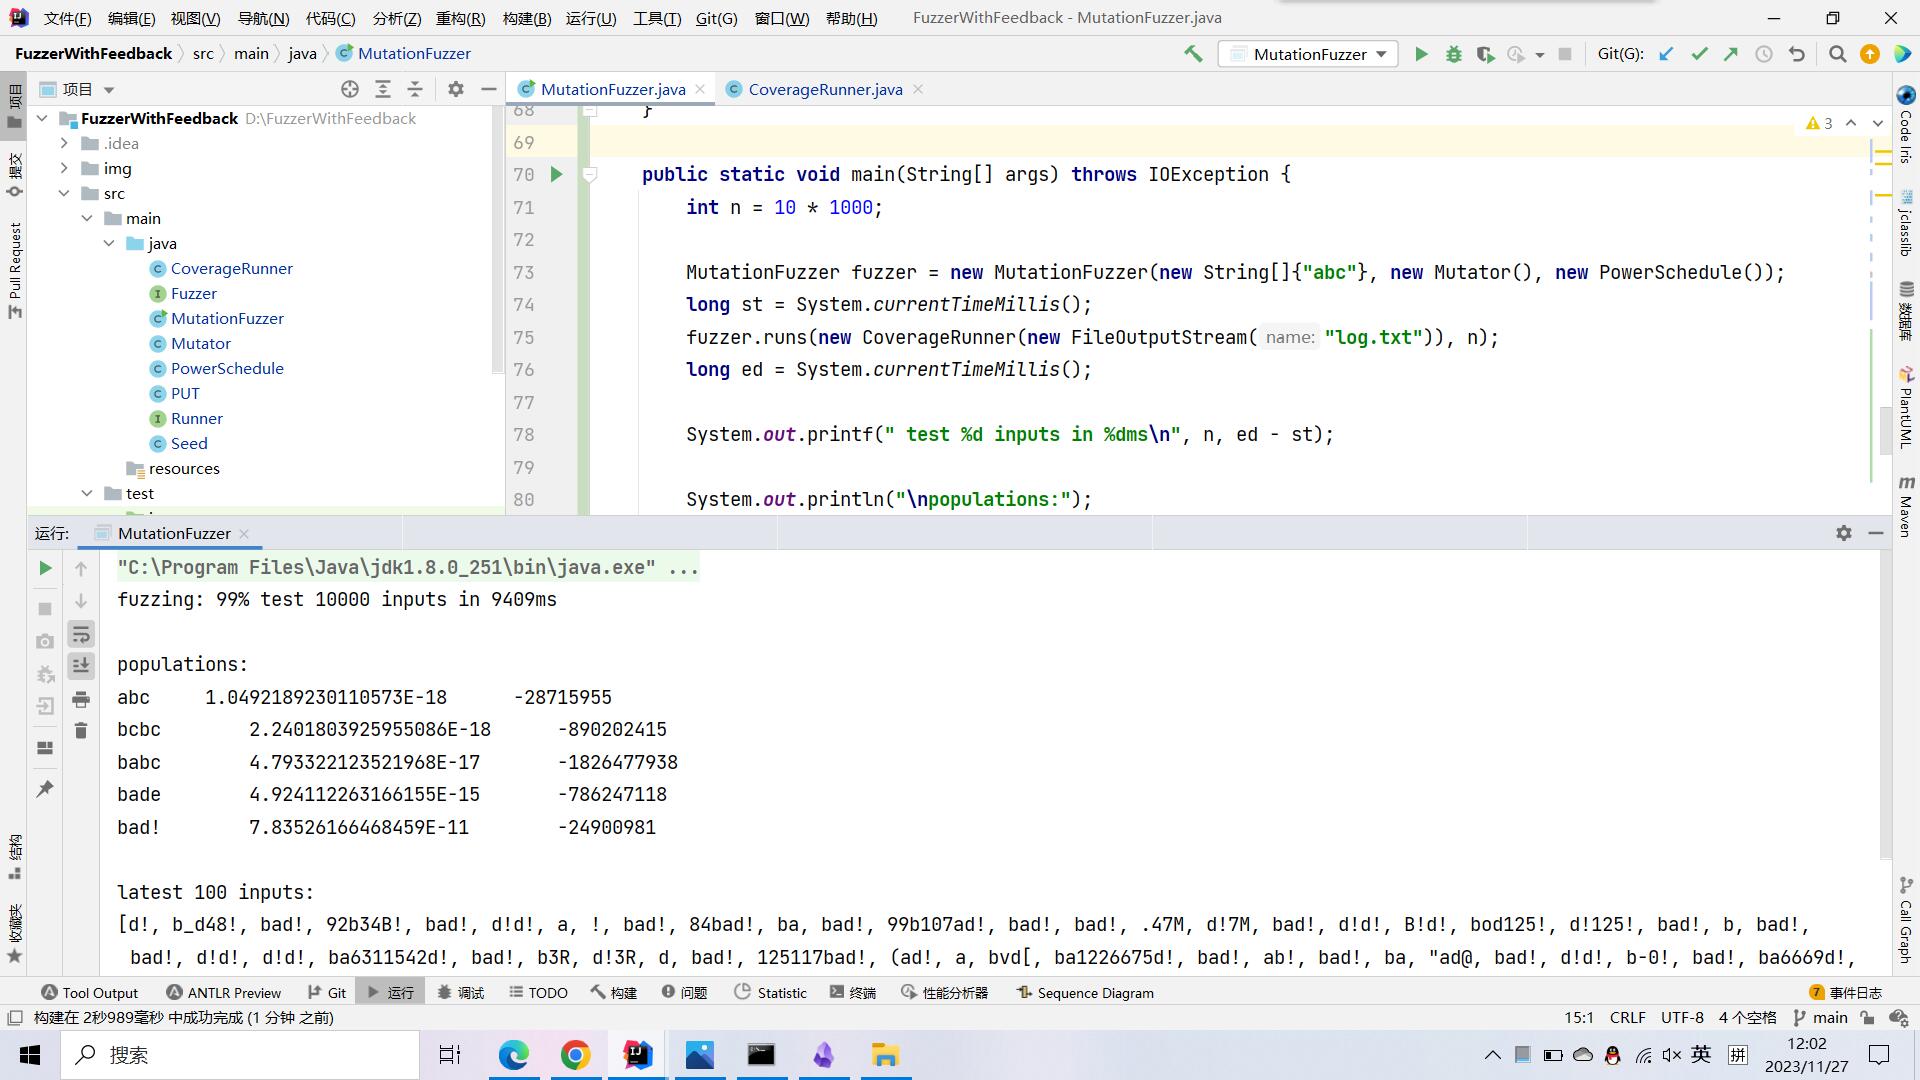 文件(F) 编辑(E) 视图(V) 导航(N) 代码(C) 分析(Z) 重构(R) 构建(B) 运行(U) 工具(T) Git(G) 窗口(W) 帮助(H) FuzzerWithFeedback - MutationFuzzer.java
FuzzerWithFeedback src main java MutationFuzzer MutationFuzzer Git(G):
项目
MutationFuzzer.java CoverageRunner.java
FuzzerWithFeedback D:\FuzzerWithFeedback
.idea
img
src
main
java
CoverageRunner
Fuzzer
MutationFuzzer
Mutator
PowerSchedule
PUT
Runner
Seed
resources
test
项目
提交
Pull Request
结构
收藏夹
3
68 }
69
70 public static void main(String[] args) throws IOException {
71 int n = 10 * 1000;
72
73 MutationFuzzer fuzzer = new MutationFuzzer(new String[]{"abc"}, new Mutator(), new PowerSchedule());
74 long st = System.currentTimeMillis();
75 fuzzer.runs(new CoverageRunner(new FileOutputStream( name: "log.txt")), n);
76 long ed = System.currentTimeMillis();
77
78 System.out.printf(" test %d inputs in %dms\n", n, ed - st);
79
80 System.out.println("\npopulations:");
Code Iris
jclasslib
数据库
PlantUML
Maven
Call Graph
运行: MutationFuzzer
"C:\Program Files\Java\jdk1.8.0_251\bin\java.exe" ...
fuzzing: 99% test 10000 inputs in 9409ms
populations:
abc 1.0492189230110573E-18 -28715955
bcbc 2.2401803925955086E-18 -890202415
babc 4.793322123521968E-17 -1826477938
bade 4.924112263166155E-15 -786247118
bad! 7.83526166468459E-11 -24900981
latest 100 inputs:
[d!, b_d48!, bad!, 92b34B!, bad!, d!d!, a, !, bad!, 84bad!, ba, bad!, 99b107ad!, bad!, bad!, .47M, d!7M, bad!, d!d!, B!d!, bod125!, d!125!, bad!, b, bad!,
bad!, d!d!, d!d!, ba6311542d!, bad!, b3R, d!3R, d, bad!, 125117bad!, (ad!, a, bvd[, ba1226675d!, bad!, ab!, bad!, ba, "ad@, bad!, d!d!, b-0!, bad!, ba6669d!,
Tool Output ANTLR Preview Git 运行 调试 TODO 构建 问题 Statistic 终端 性能分析器 Sequence Diagram 7 事件日志
构建在 2秒989毫秒 中成功完成 (1 分钟 之前) 15:1 CRLF UTF-8 4 个空格 main
搜索 英 拼 12:02
2023/11/27